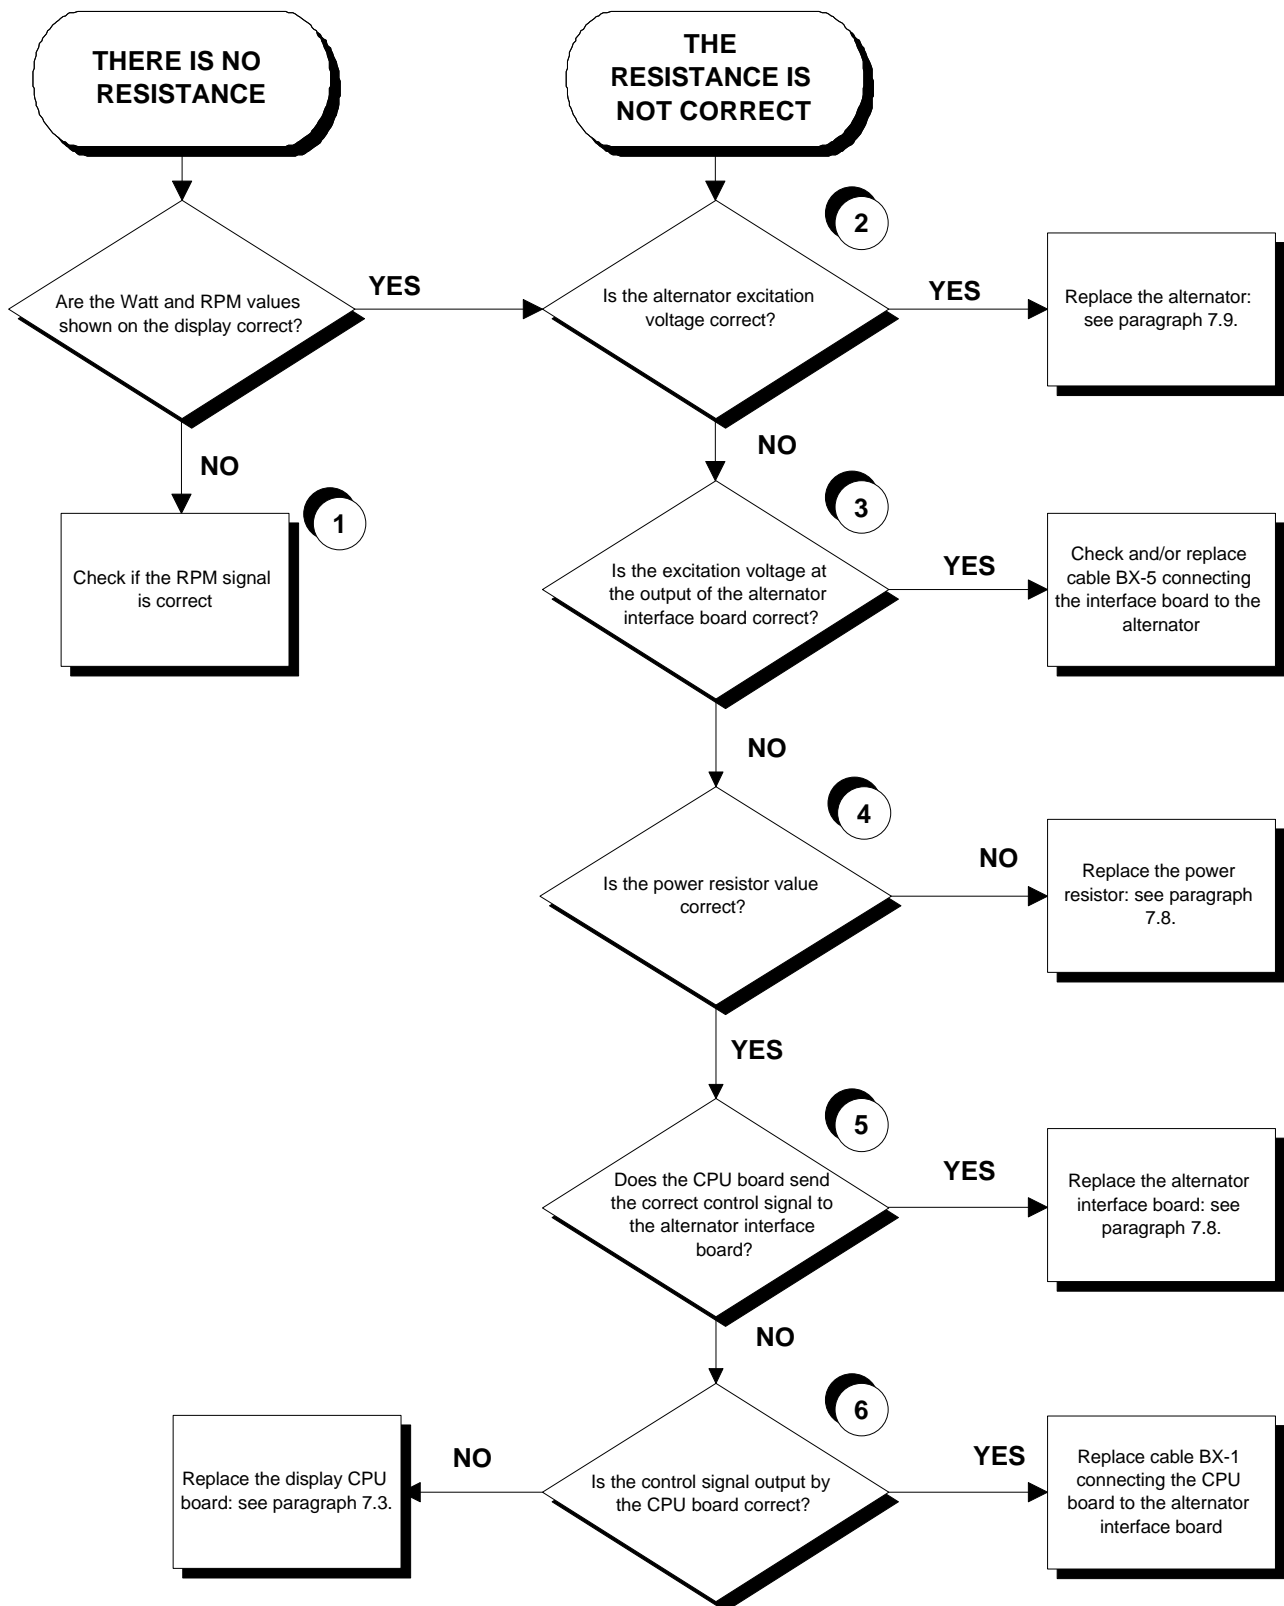 THERE IS NO
RESISTANCE
THE
RESISTANCE IS
NOT CORRECT
Are the Watt and RPM values
shown on the display correct?
YES
2
Is the alternator excitation
voltage correct?
YES
Replace the alternator:
see paragraph 7.9.
NO
1
Check if the RPM signal
is correct
NO
3
Is the excitation voltage at
the output of the alternator
interface board correct?
YES
Check and/or replace
cable BX-5 connecting
the interface board to the
alternator
NO
4
Is the power resistor value
correct?
NO
Replace the power
resistor: see paragraph
7.8.
YES
5
Does the CPU board send
the correct control signal to
the alternator interface
board?
YES
Replace the alternator
interface board: see
paragraph 7.8.
NO
6
Is the control signal output by
the CPU board correct?
NO
Replace the display CPU
board: see paragraph 7.3.
YES
Replace cable BX-1
connecting the CPU
board to the alternator
interface board